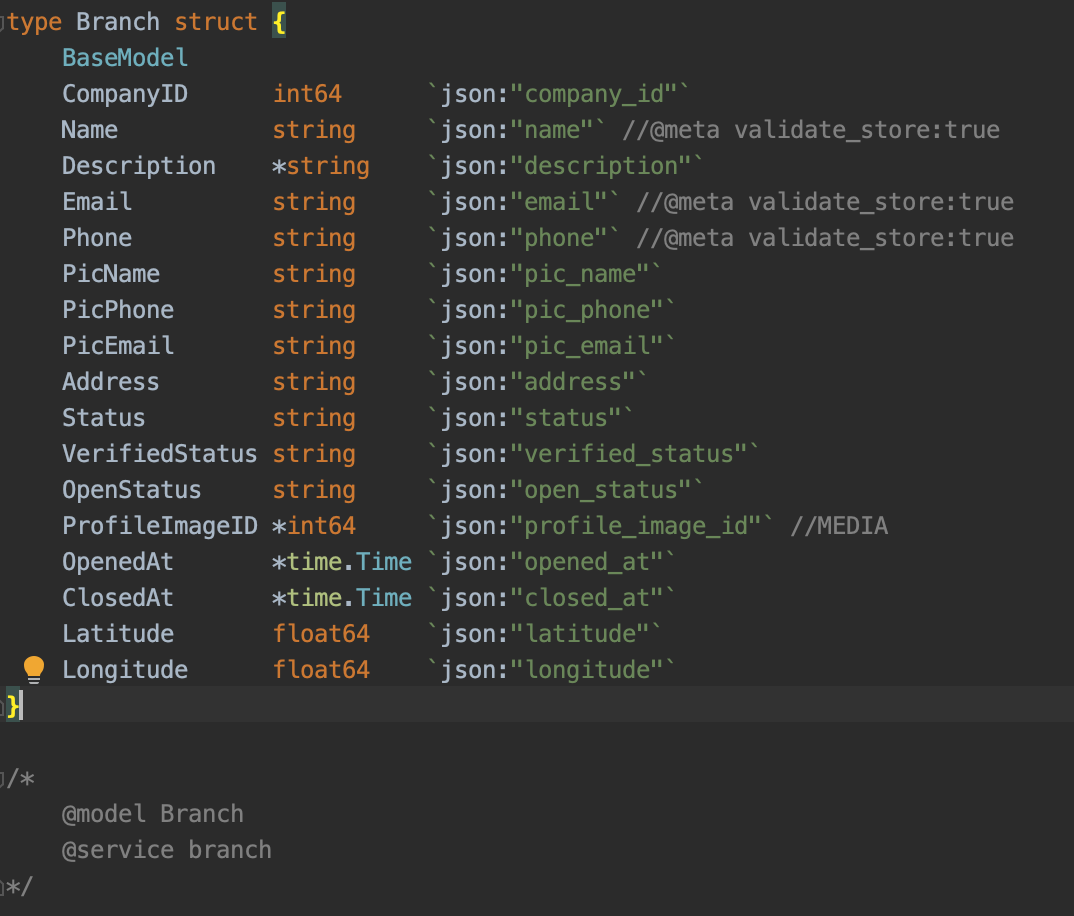 type Branch struct {
    BaseModel
    CompanyID      int64      `json:"company_id"`
    Name           string     `json:"name"` //@meta validate_store:true
    Description    *string    `json:"description"`
    Email          string     `json:"email"` //@meta validate_store:true
    Phone          string     `json:"phone"` //@meta validate_store:true
    PicName        string     `json:"pic_name"`
    PicPhone       string     `json:"pic_phone"`
    PicEmail       string     `json:"pic_email"`
    Address        string     `json:"address"`
    Status         string     `json:"status"`
    VerifiedStatus string     `json:"verified_status"`
    OpenStatus     string     `json:"open_status"`
    ProfileImageID *int64     `json:"profile_image_id"` //MEDIA
    OpenedAt       *time.Time `json:"opened_at"`
    ClosedAt       *time.Time `json:"closed_at"`
    Latitude       float64    `json:"latitude"`
    Longitude      float64    `json:"longitude"`
}
/*
    @model Branch
    @service branch
*/